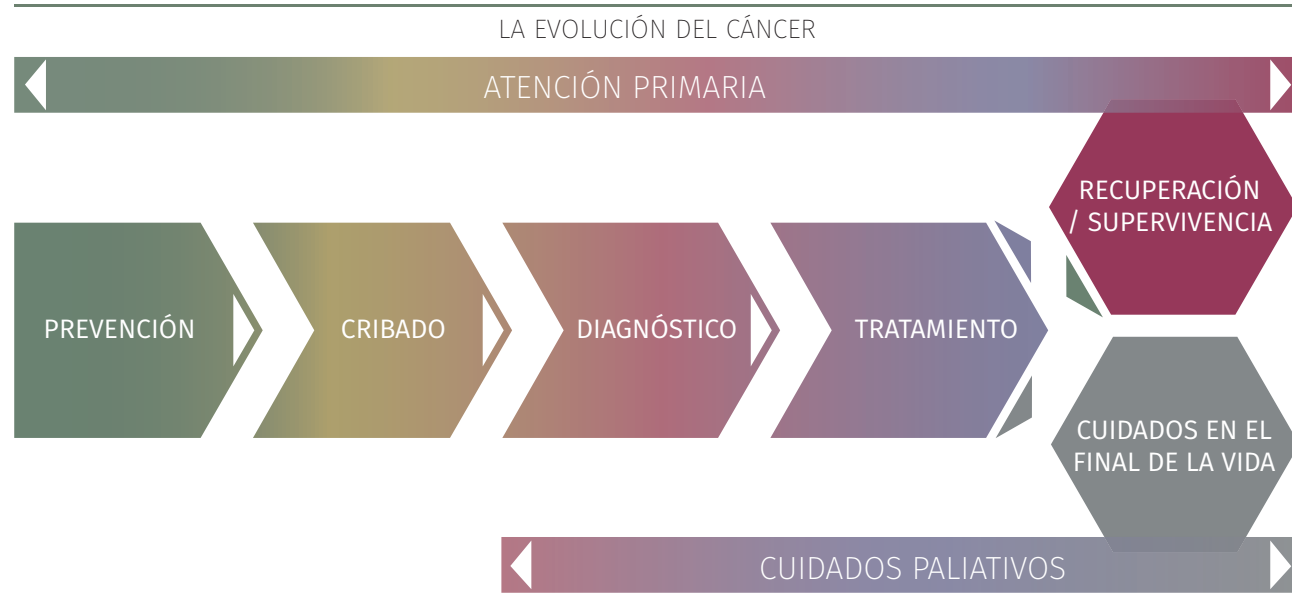 LA EVOLUCIÓN DEL CÁNCER
ATENCIÓN PRIMARIA
PREVENCIÓN
CRIBADO
DIAGNÓSTICO
TRATAMIENTO
RECUPERACIÓN
/ SUPERVIVENCIA
CUIDADOS EN EL
FINAL DE LA VIDA
CUIDADOS PALIATIVOS